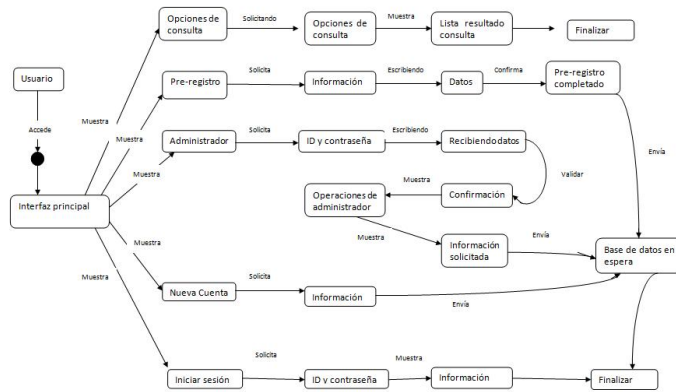 Opciones de
consulta
Solicitando
Opciones de
consulta
Muestra
Lista resultado
consulta
Finalizar
Usuario
Accede
Interfaz principal
Muestra
Pre-registro
Solicita
Información
Escribiendo
Datos
Confirma
Pre-registro
completado
Envía
Muestra
Administrador
Solicita
ID y contraseña
Escribiendo
Recibiendo datos
Validar
Muestra
Confirmación
Muestra
Operaciones de
administrador
Muestra
Información
solicitada
Envía
Base de datos en
espera
Muestra
Nueva Cuenta
Solicita
Información
Envía
Muestra
Iniciar sesión
Solicita
ID y contraseña
Muestra
Información
Finalizar